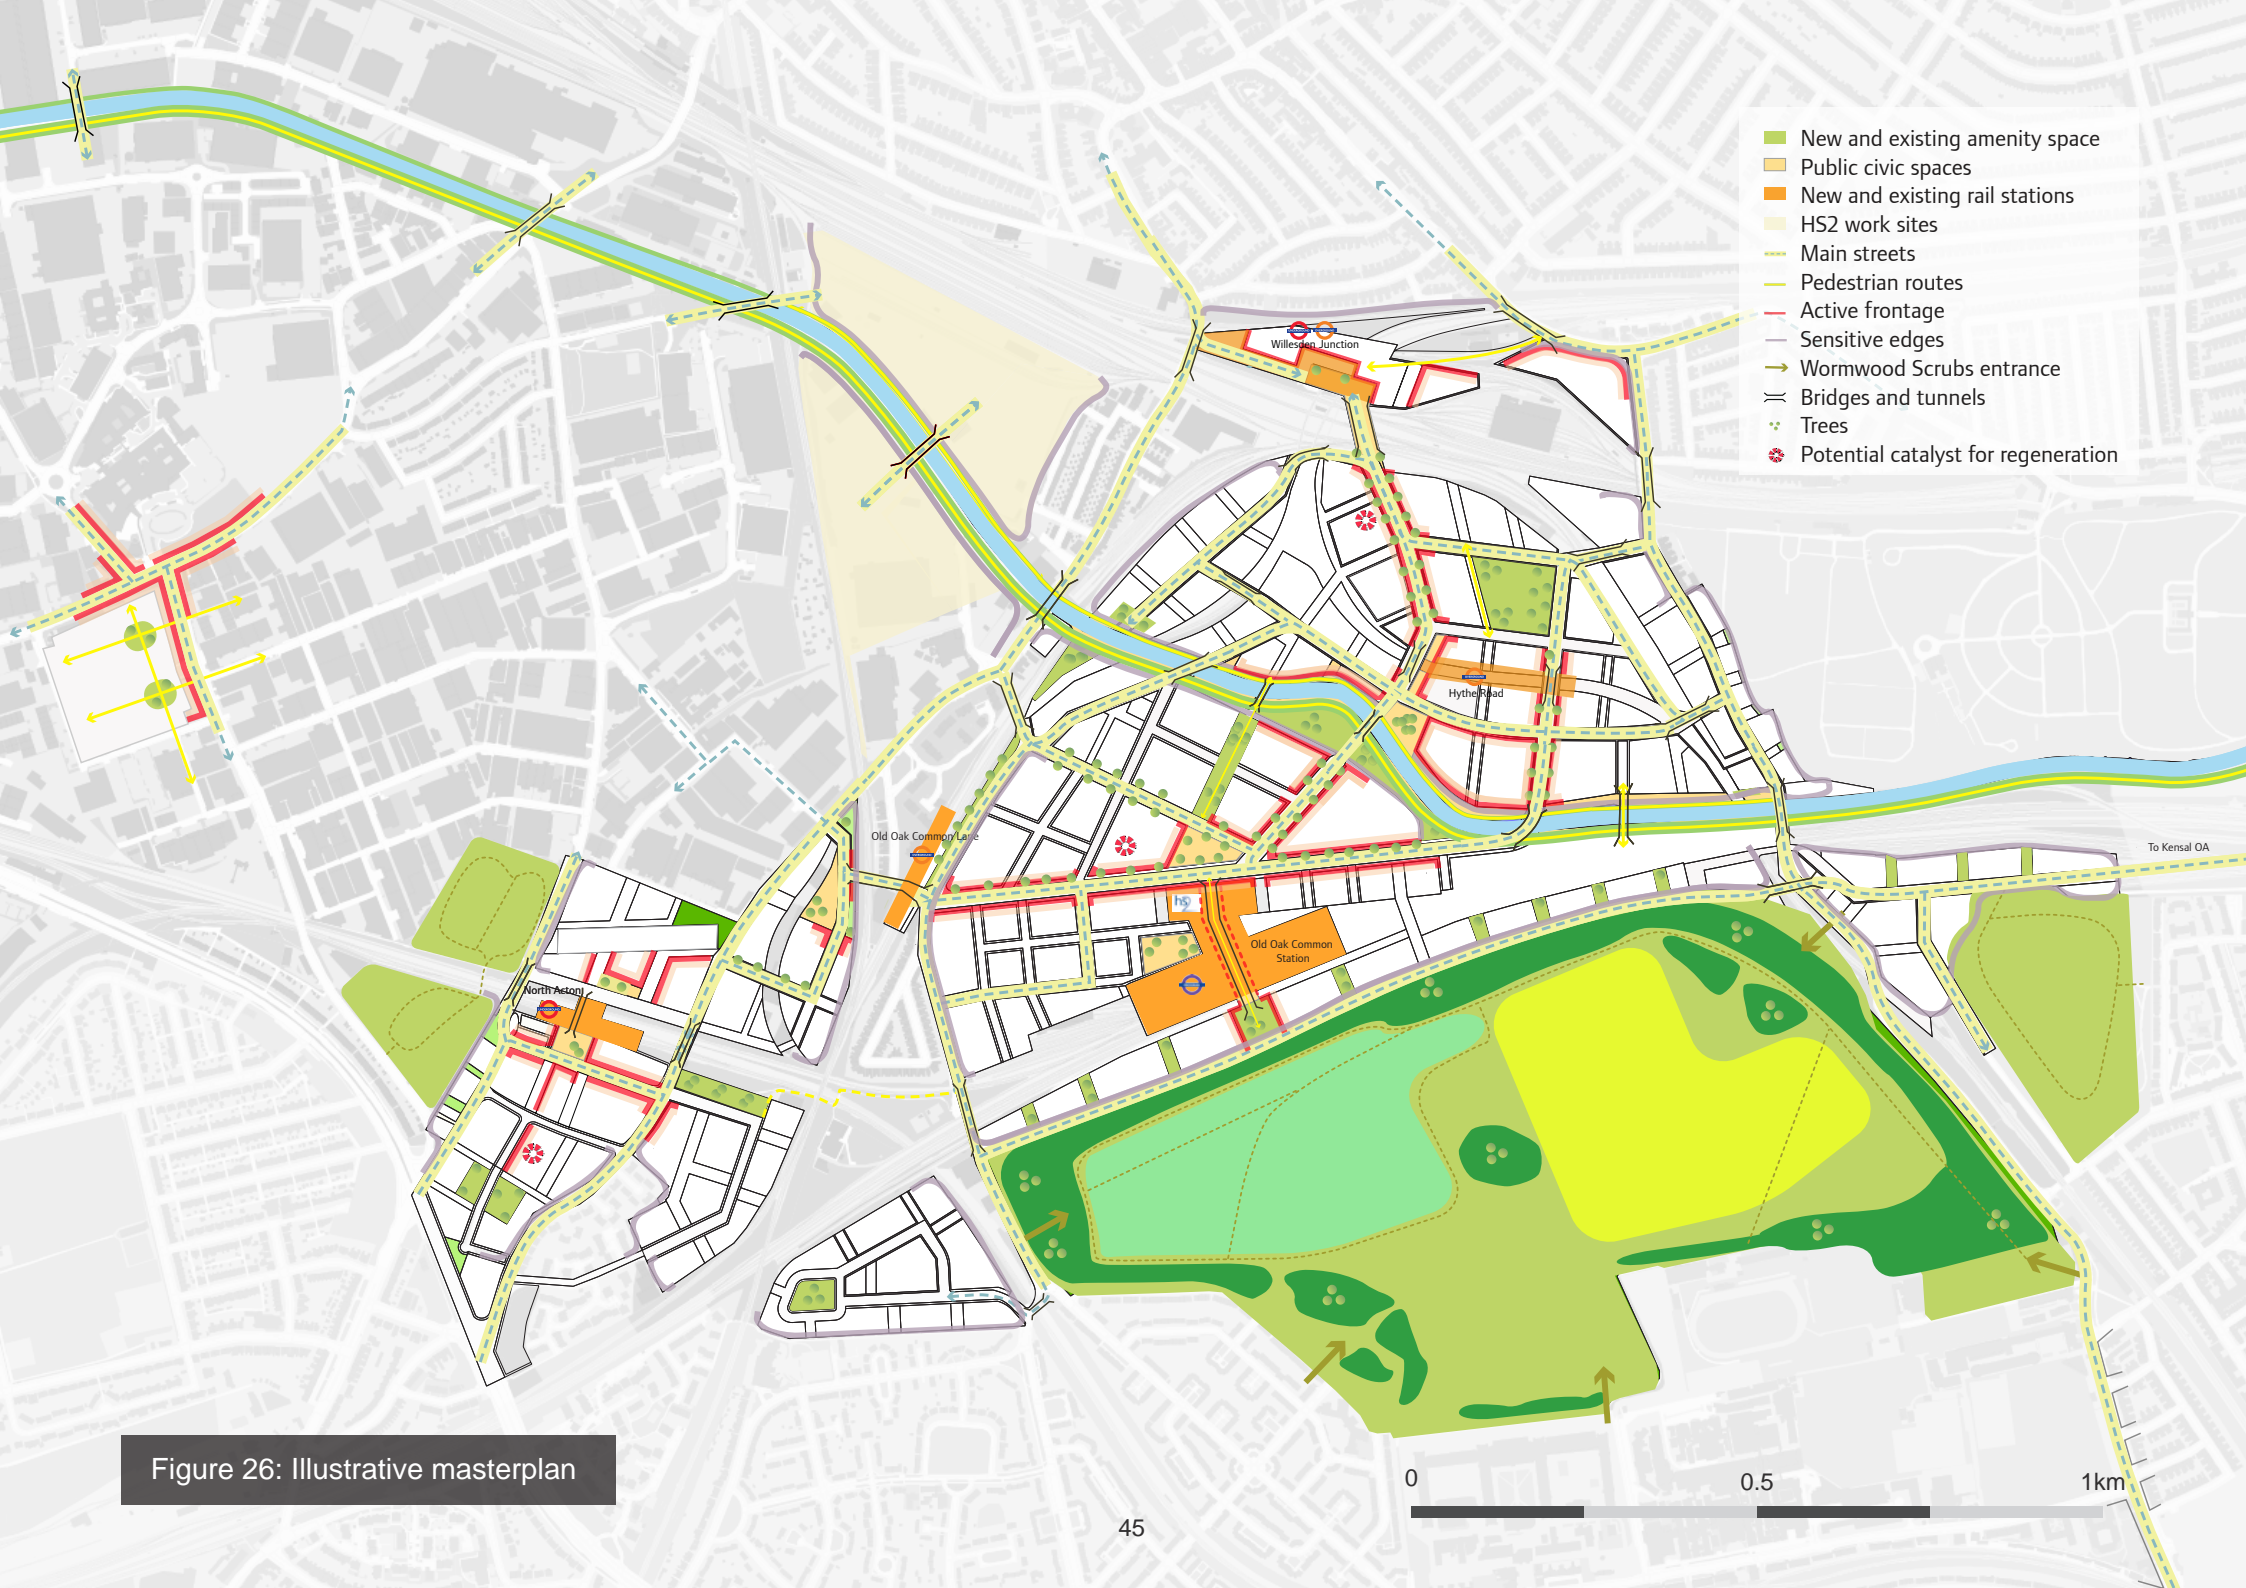 New and existing amenity space
Public civic spaces
New and existing rail stations
HS2 work sites
Main streets
Pedestrian routes
Active frontage
Sensitive edges
Wormwood Scrubs entrance
Bridges and tunnels
Trees
Potential catalyst for regeneration
Willesden Junction
Hythe Road
Old Oak Common Lane
To Kensal OA
hs2
Old Oak Common
Station
North Acton
Figure 26: Illustrative masterplan
0
0.5
1km
45